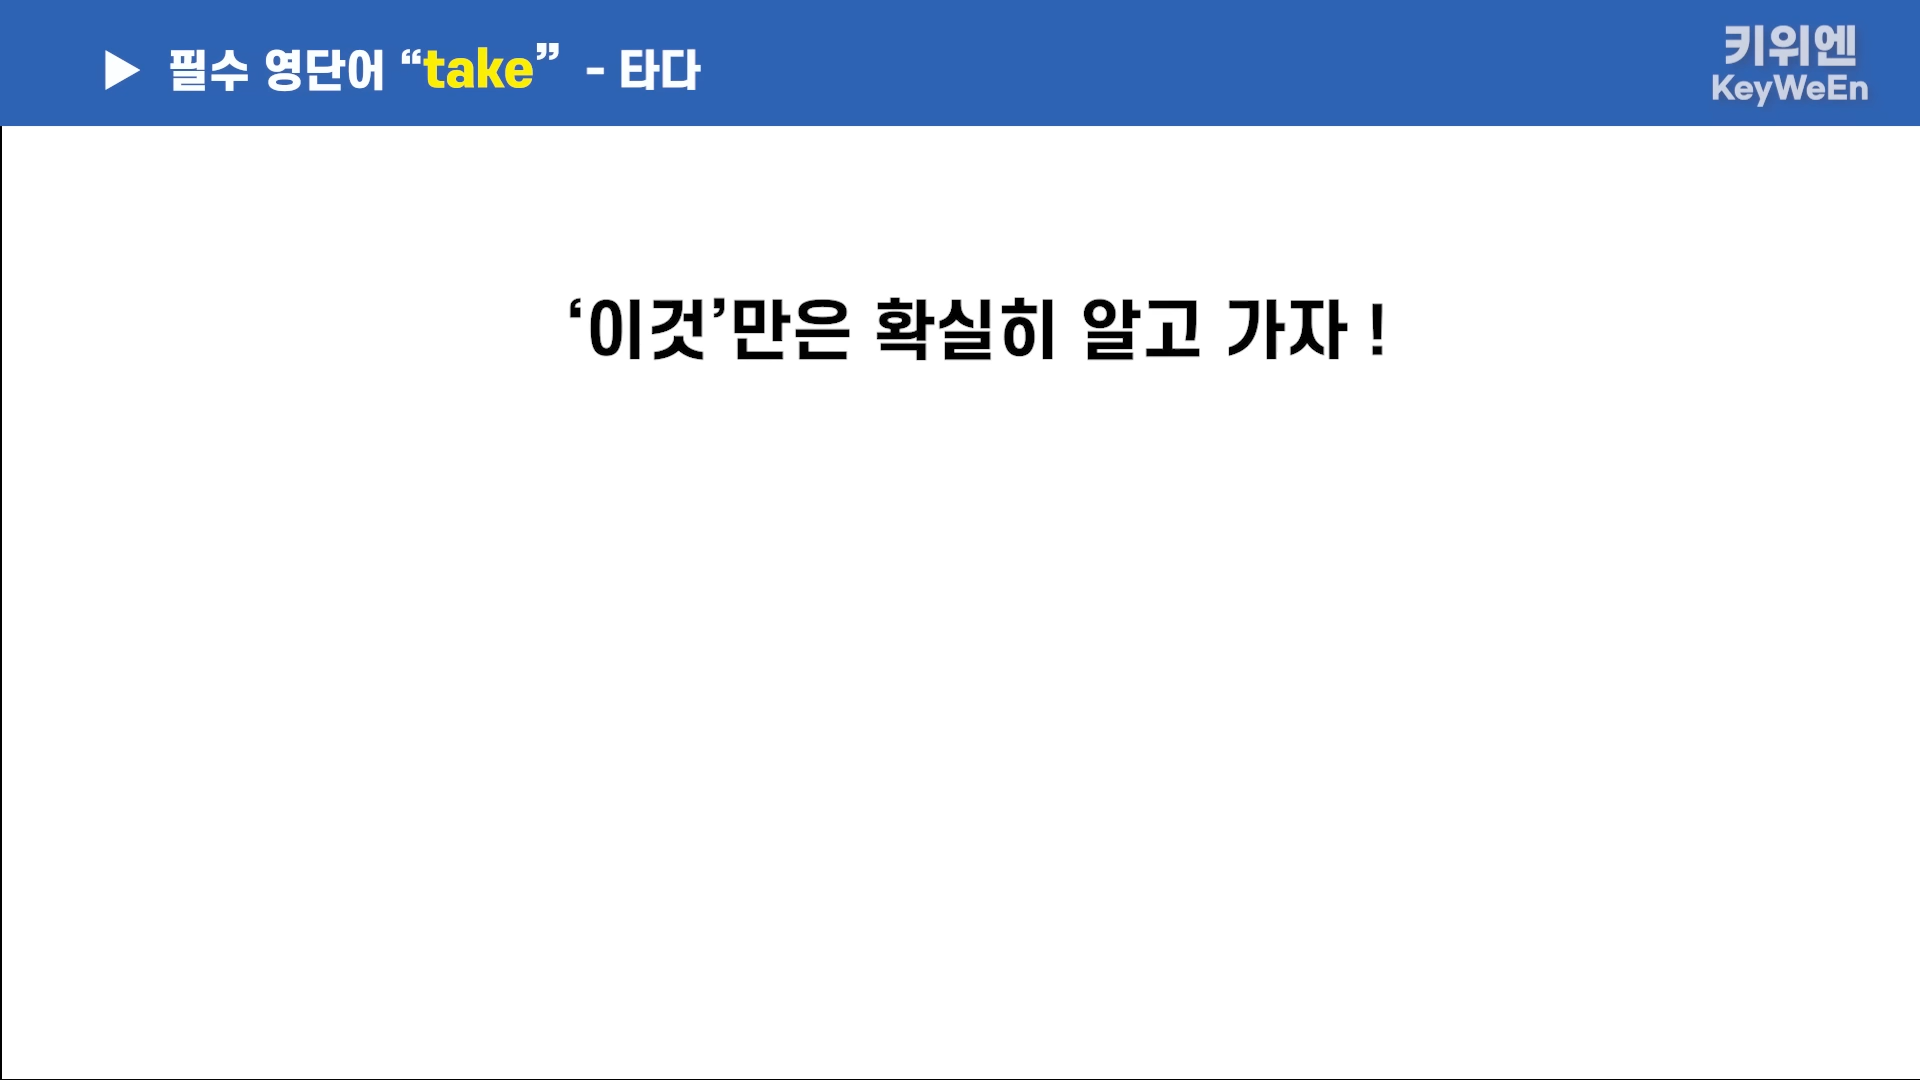 ▶ 필수 영단어 “take” - 타다
키위엔
KeyWeEn
‘이것’만은 확실히 알고 가자 !